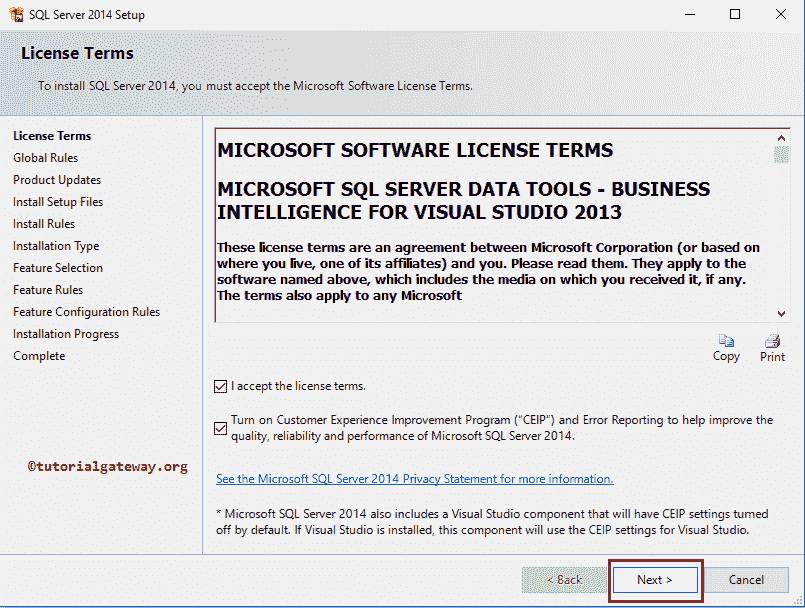 SQL Server 2014 Setup
License Terms
To install SQL Server 2014, you must accept the Microsoft Software License Terms.
License Terms
Global Rules
Product Updates
Install Setup Files
Install Rules
Installation Type
Feature Selection
Feature Rules
Feature Configuration Rules
Installation Progress
Complete
©tutorialgateway.org
MICROSOFT SOFTWARE LICENSE TERMS
MICROSOFT SQL SERVER DATA TOOLS - BUSINESS
INTELLIGENCE FOR VISUAL STUDIO 2013
These license terms are an agreement between Microsoft Corporation (or based on
where you live, one of its affiliates) and you. Please read them. They apply to the
software named above, which includes the media on which you received it, if any.
The terms also apply to any Microsoft
Copy
Print
I accept the license terms.
Turn on Customer Experience Improvement Program ("CEIP") and Error Reporting to help improve the
quality, reliability and performance of Microsoft SQL Server 2014.
See the Microsoft SQL Server 2014 Privacy Statement for more information.
* Microsoft SQL Server 2014 also includes a Visual Studio component that will have CEIP settings turned
off by default. If Visual Studio is installed, this component will use the CEIP settings for Visual Studio.
< Back
Next >
Cancel